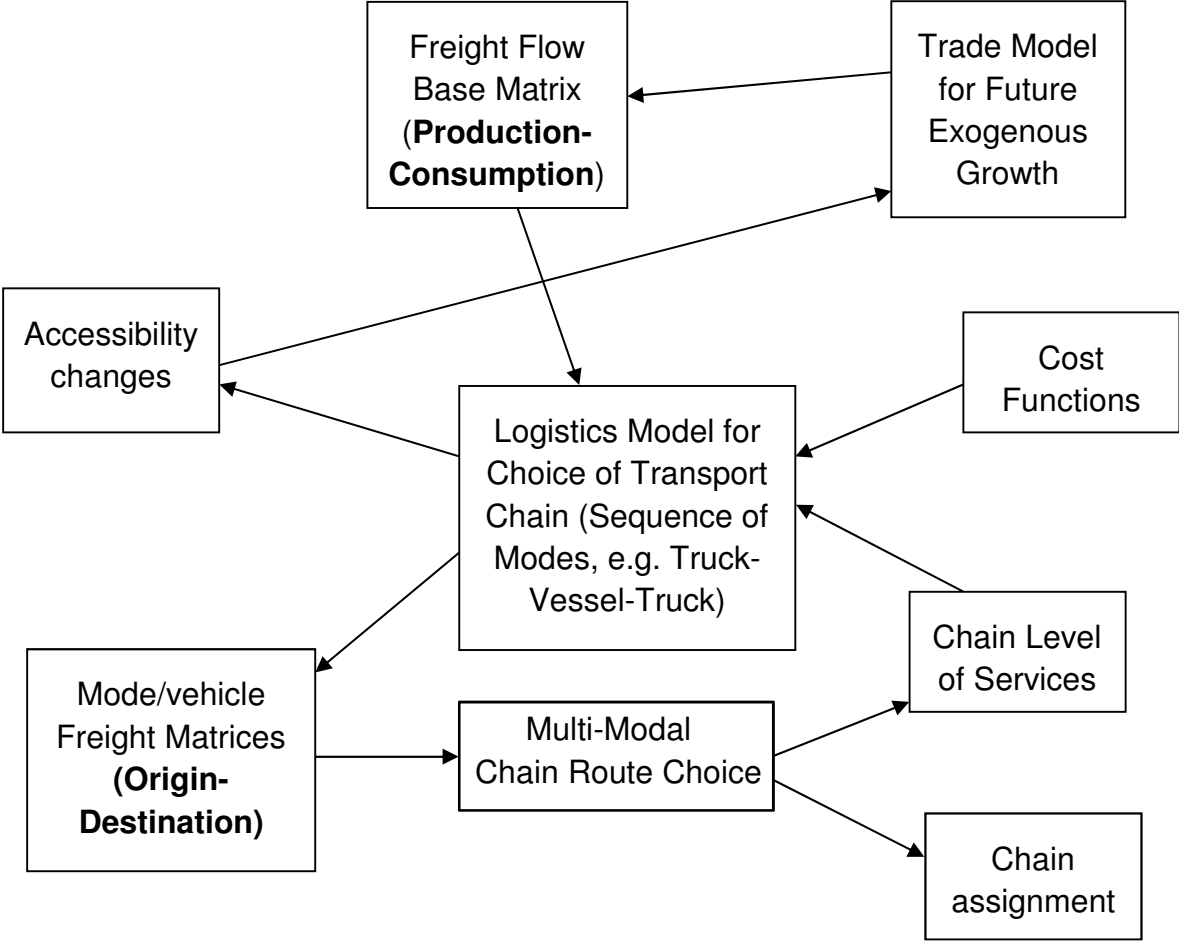 Freight Flow
Base Matrix
(Production-
Consumption)
Trade Model
for Future
Exogenous
Growth
Accessibility
changes
Cost
Functions
Logistics Model for
Choice of Transport
Chain (Sequence of
Modes, e.g. Truck-
Vessel-Truck)
Chain Level
of Services
Mode/vehicle
Freight Matrices
(Origin-
Destination)
Multi-Modal
Chain Route Choice
Chain
assignment